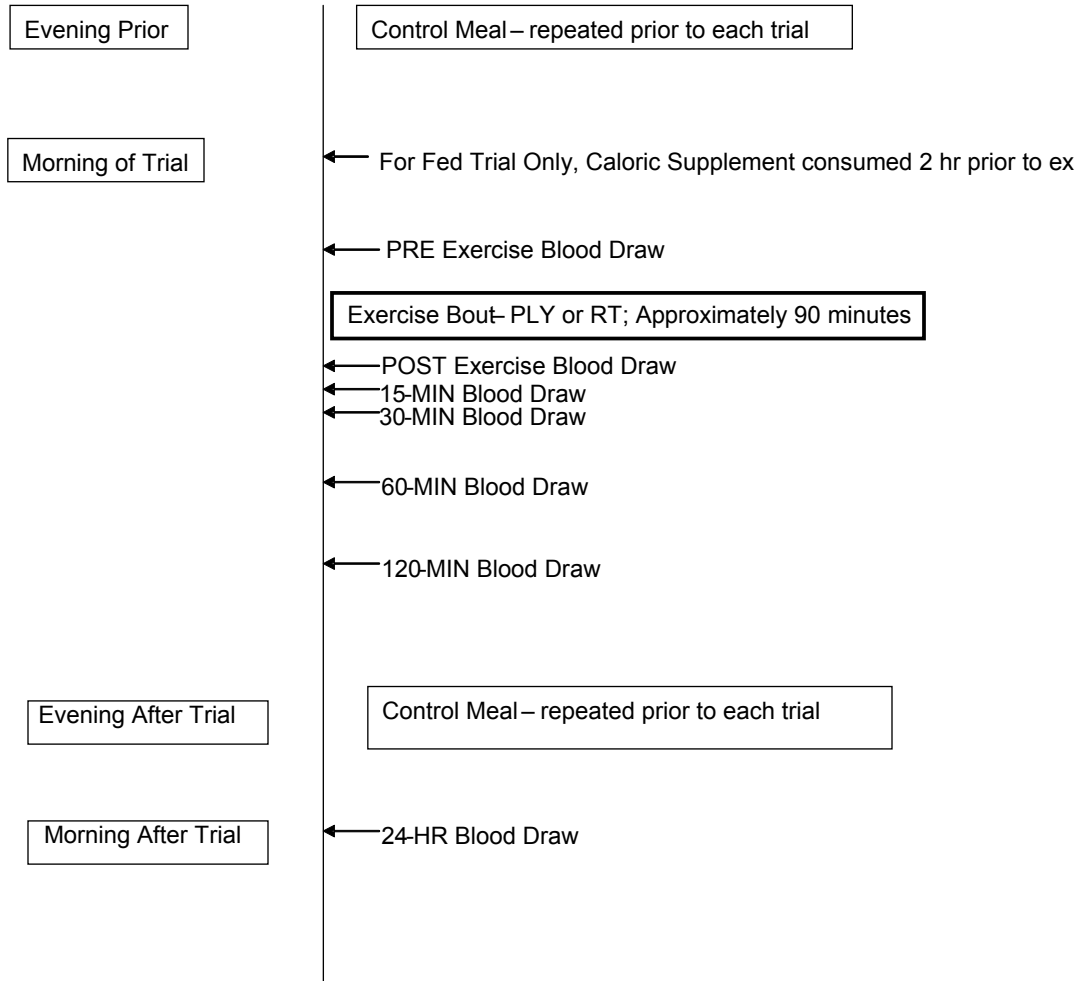 Evening Prior
Control Meal – repeated prior to each trial
Morning of Trial
For Fed Trial Only, Caloric Supplement consumed 2 hr prior to ex
PRE Exercise Blood Draw
Exercise Bout– PLY or RT; Approximately 90 minutes
POST Exercise Blood Draw
15-MIN Blood Draw
30-MIN Blood Draw
60-MIN Blood Draw
120-MIN Blood Draw
Evening After Trial
Control Meal – repeated prior to each trial
Morning After Trial
24-HR Blood Draw